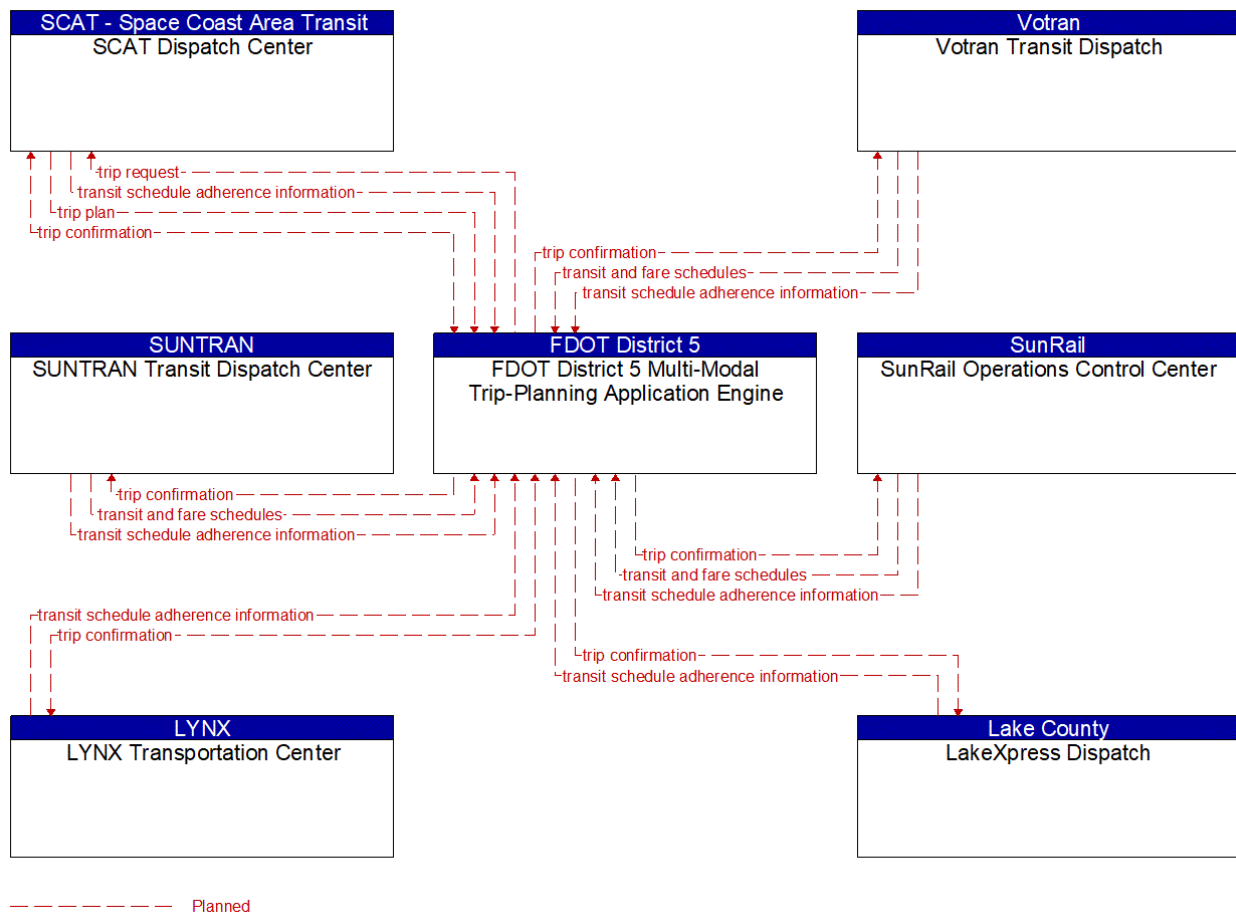 SCAT - Space Coast Area Transit
SCAT Dispatch Center
Votran
Votran Transit Dispatch
trip request
transit schedule adherence information
trip plan
trip confirmation
trip confirmation
transit and fare schedules
transit schedule adherence information
SUNTRAN
SUNTRAN Transit Dispatch Center
FDOT District 5
FDOT District 5 Multi-Modal
Trip-Planning Application Engine
SunRail
SunRail Operations Control Center
trip confirmation
transit and fare schedules
transit schedule adherence information
trip confirmation
transit and fare schedules
transit schedule adherence information
transit schedule adherence information
trip confirmation
trip confirmation
transit schedule adherence information
LYNX
LYNX Transportation Center
Lake County
LakeXpress Dispatch
Planned